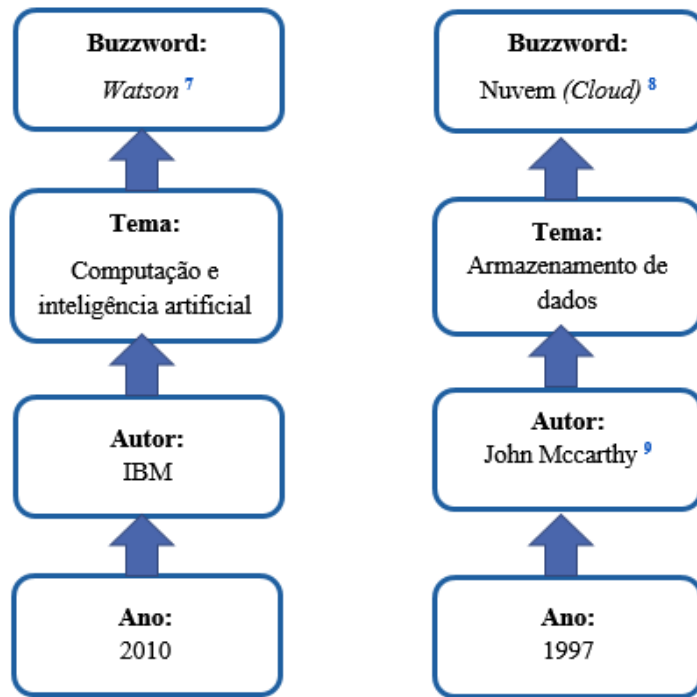 Buzzword:
Watson 7
Tema:
Computação e
inteligência artificial
Autor:
IBM
Ano:
2010
Buzzword:
Nuvem (Cloud) 8
Tema:
Armazenamento de
dados
Autor:
John Mccarthy 9
Ano:
1997